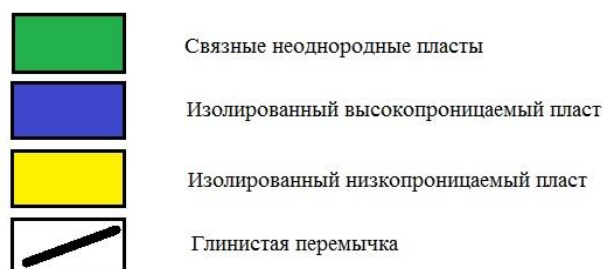 Связные неоднородные пласты
Изолированный высокопроницаемый пласт
Изолированный низкопроницаемый пласт
Глинистая перемычка